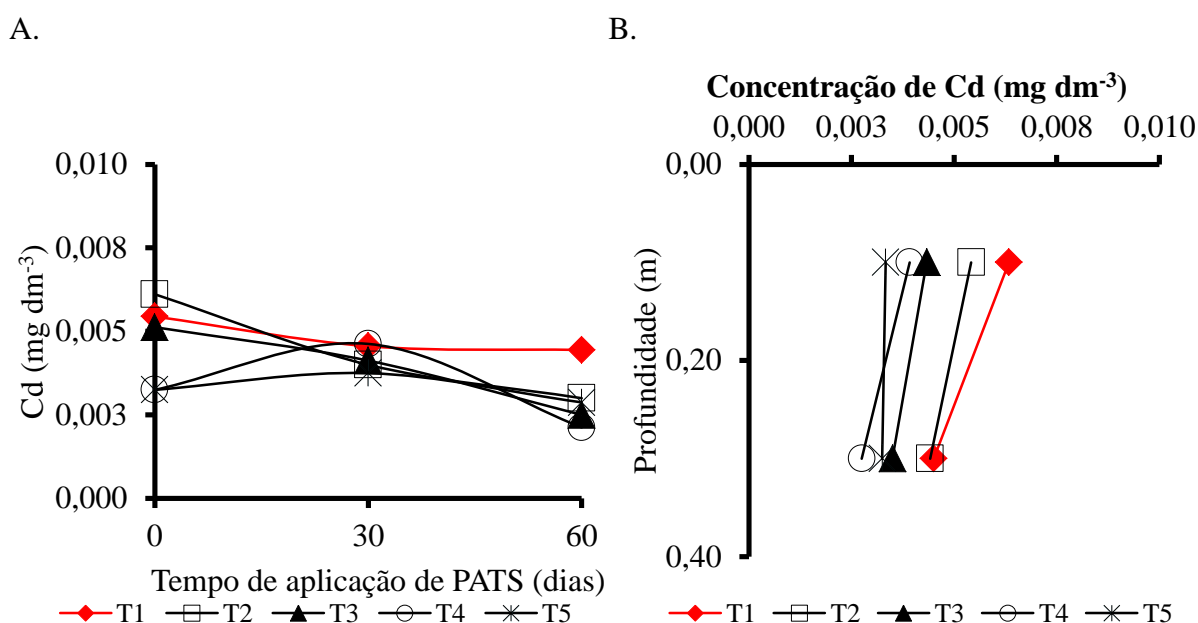 A.
0,010
0,008
0,005
0,003
0,000
Cd (mg dm-3)
0 30 60
Tempo de aplicação de PATS (dias)
T1 T2 T3 T4 T5
B.
Concentração de Cd (mg dm-3)
0,000 0,003 0,005 0,008 0,010
0,00
0,20
0,40
Profundidade (m)
T1 T2 T3 T4 T5